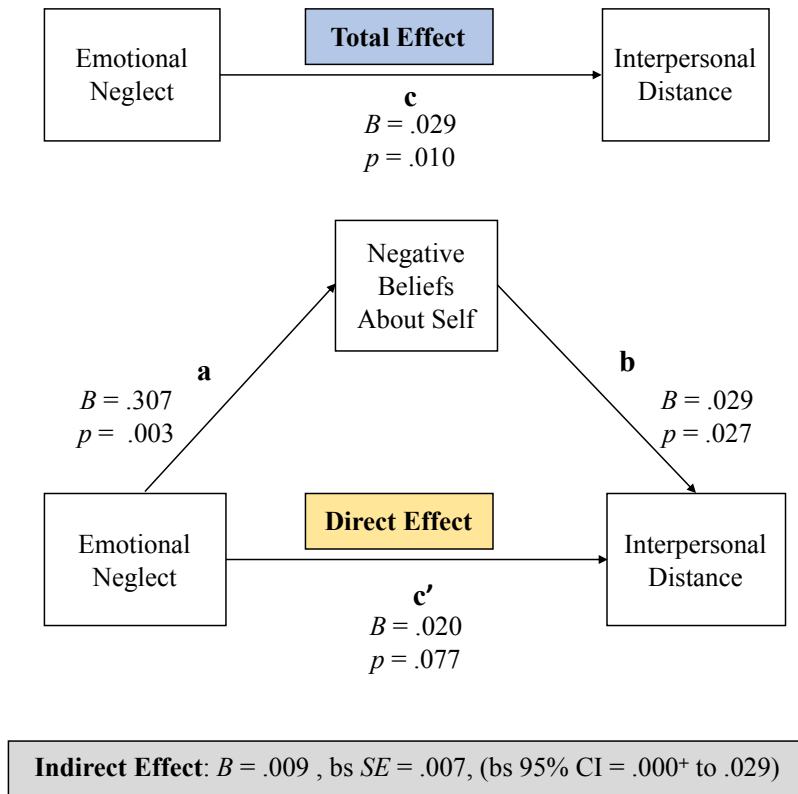 Emotional
Neglect
Total Effect
Interpersonal
Distance
c
B = .029
p = .010
Negative
Beliefs
About Self
a
B = .307
p = .003
b
B = .029
p = .027
Emotional
Neglect
Direct Effect
Interpersonal
Distance
c′
B = .020
p = .077
Indirect Effect: B = .009 , bs SE = .007, (bs 95% CI = .000⁺ to .029)